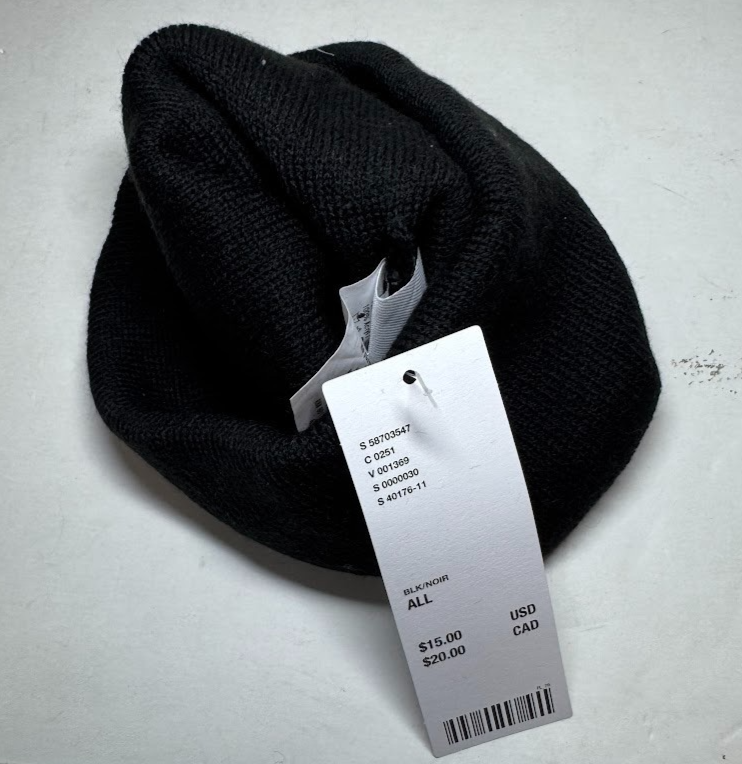 S 58703547
C 0251
V 001369
S 0000030
S 40176-11
BLK/NOIR
ALL
$15.00 USD
$20.00 CAD